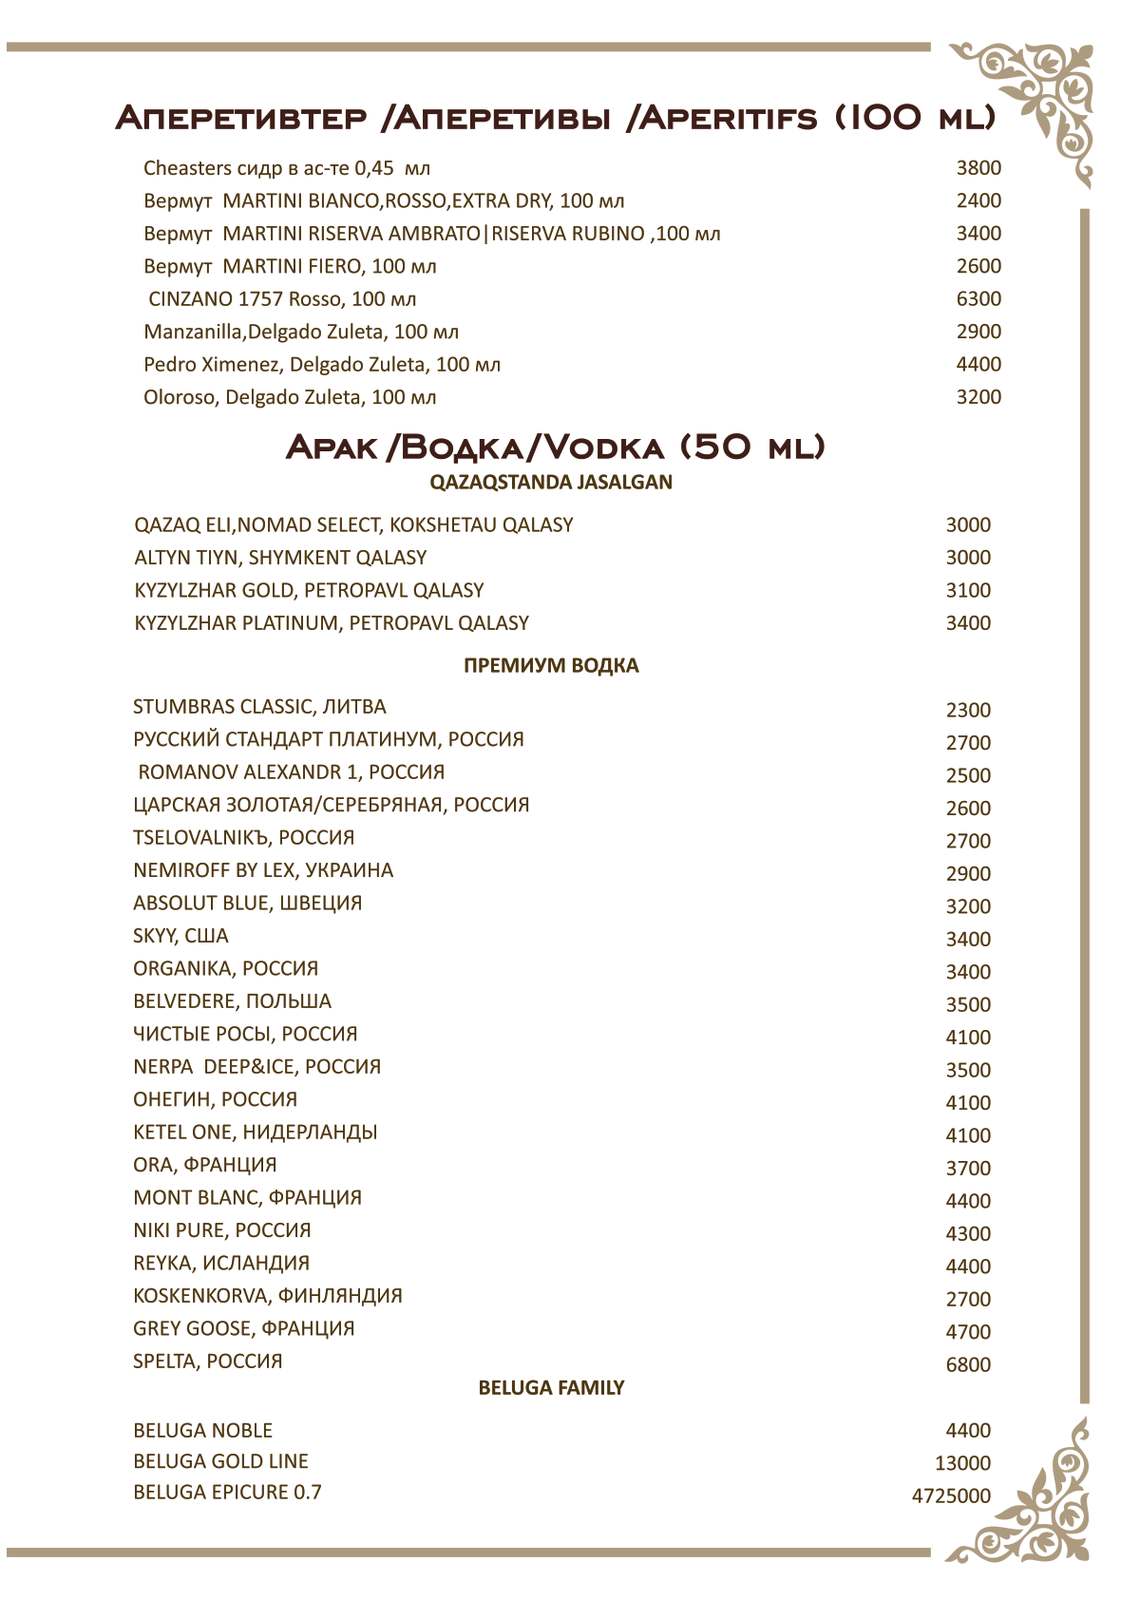 Аперетивтер /Аперетивы /Aperitifs (100 ml)
Cheasters сидр в ас-те 0,45 мл 3800
Вермут MARTINI BIANCO,ROSSO,EXTRA DRY, 100 мл 2400
Вермут MARTINI RISERVA AMBRATO|RISERVA RUBINO ,100 мл 3400
Вермут MARTINI FIERO, 100 мл 2600
CINZANO 1757 Rosso, 100 мл 6300
Manzanilla,Delgado Zuleta, 100 мл 2900
Pedro Ximenez, Delgado Zuleta, 100 мл 4400
Oloroso, Delgado Zuleta, 100 мл 3200
Арак /Водка/Vodka (50 ml)
QAZAQSTANDA JASALGAN
QAZAQ ELI,NOMAD SELECT, KOKSHETAU QALASY 3000
ALTYN TIYN, SHYMKENT QALASY 3000
KYZYLZHAR GOLD, PETROPAVL QALASY 3100
KYZYLZHAR PLATINUM, PETROPAVL QALASY 3400
ПРЕМИУМ ВОДКА
STUMBRAS CLASSIC, ЛИТВА 2300
РУССКИЙ СТАНДАРТ ПЛАТИНУМ, РОССИЯ 2700
ROMANOV ALEXANDR 1, РОССИЯ 2500
ЦАРСКАЯ ЗОЛОТАЯ/СЕРЕБРЯНАЯ, РОССИЯ 2600
TSELOVALNIKЪ, РОССИЯ 2700
NEMIROFF BY LEX, УКРАИНА 2900
ABSOLUT BLUE, ШВЕЦИЯ 3200
SKYY, США 3400
ORGANIKA, РОССИЯ 3400
BELVEDERE, ПОЛЬША 3500
ЧИСТЫЕ РОСЫ, РОССИЯ 4100
NERPA DEEP&ICE, РОССИЯ 3500
ОНЕГИН, РОССИЯ 4100
KETEL ONE, НИДЕРЛАНДЫ 4100
ORA, ФРАНЦИЯ 3700
MONT BLANC, ФРАНЦИЯ 4400
NIKI PURE, РОССИЯ 4300
REYKA, ИСЛАНДИЯ 4400
KOSKENKORVA, ФИНЛЯНДИЯ 2700
GREY GOOSE, ФРАНЦИЯ 4700
SPELTA, РОССИЯ 6800
BELUGA FAMILY
BELUGA NOBLE 4400
BELUGA GOLD LINE 13000
BELUGA EPICURE 0.7 4725000